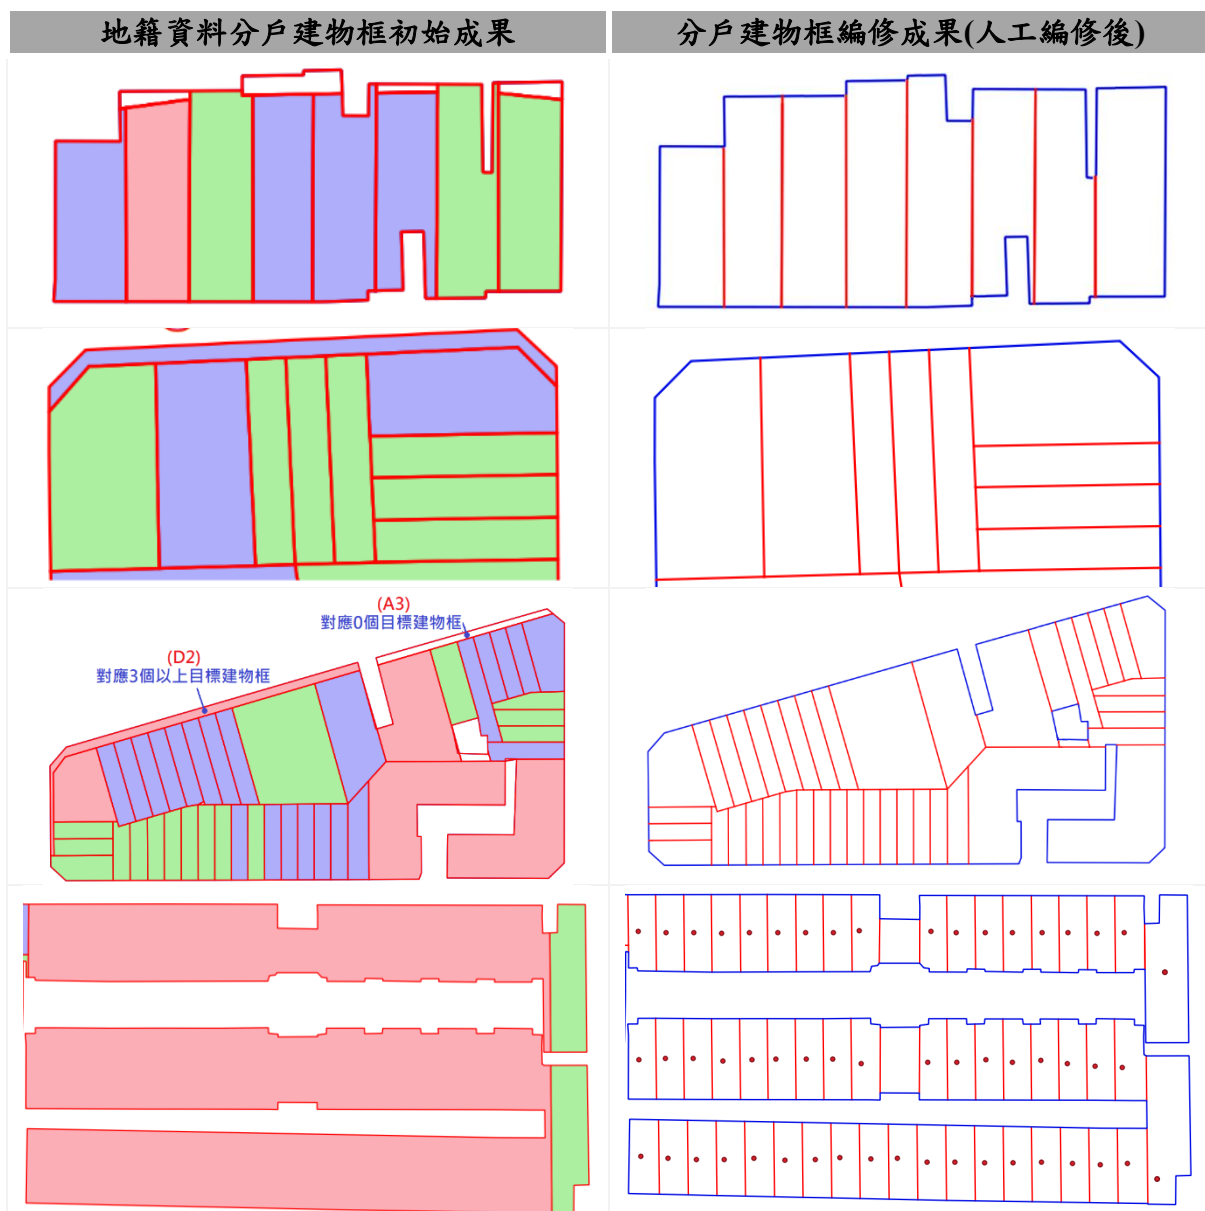 地籍資料分戶建物框初始成果
分戶建物框編修成果(人工編修後)
(A3)
對應0個目標建物框
(D2)
對應3個以上目標建物框